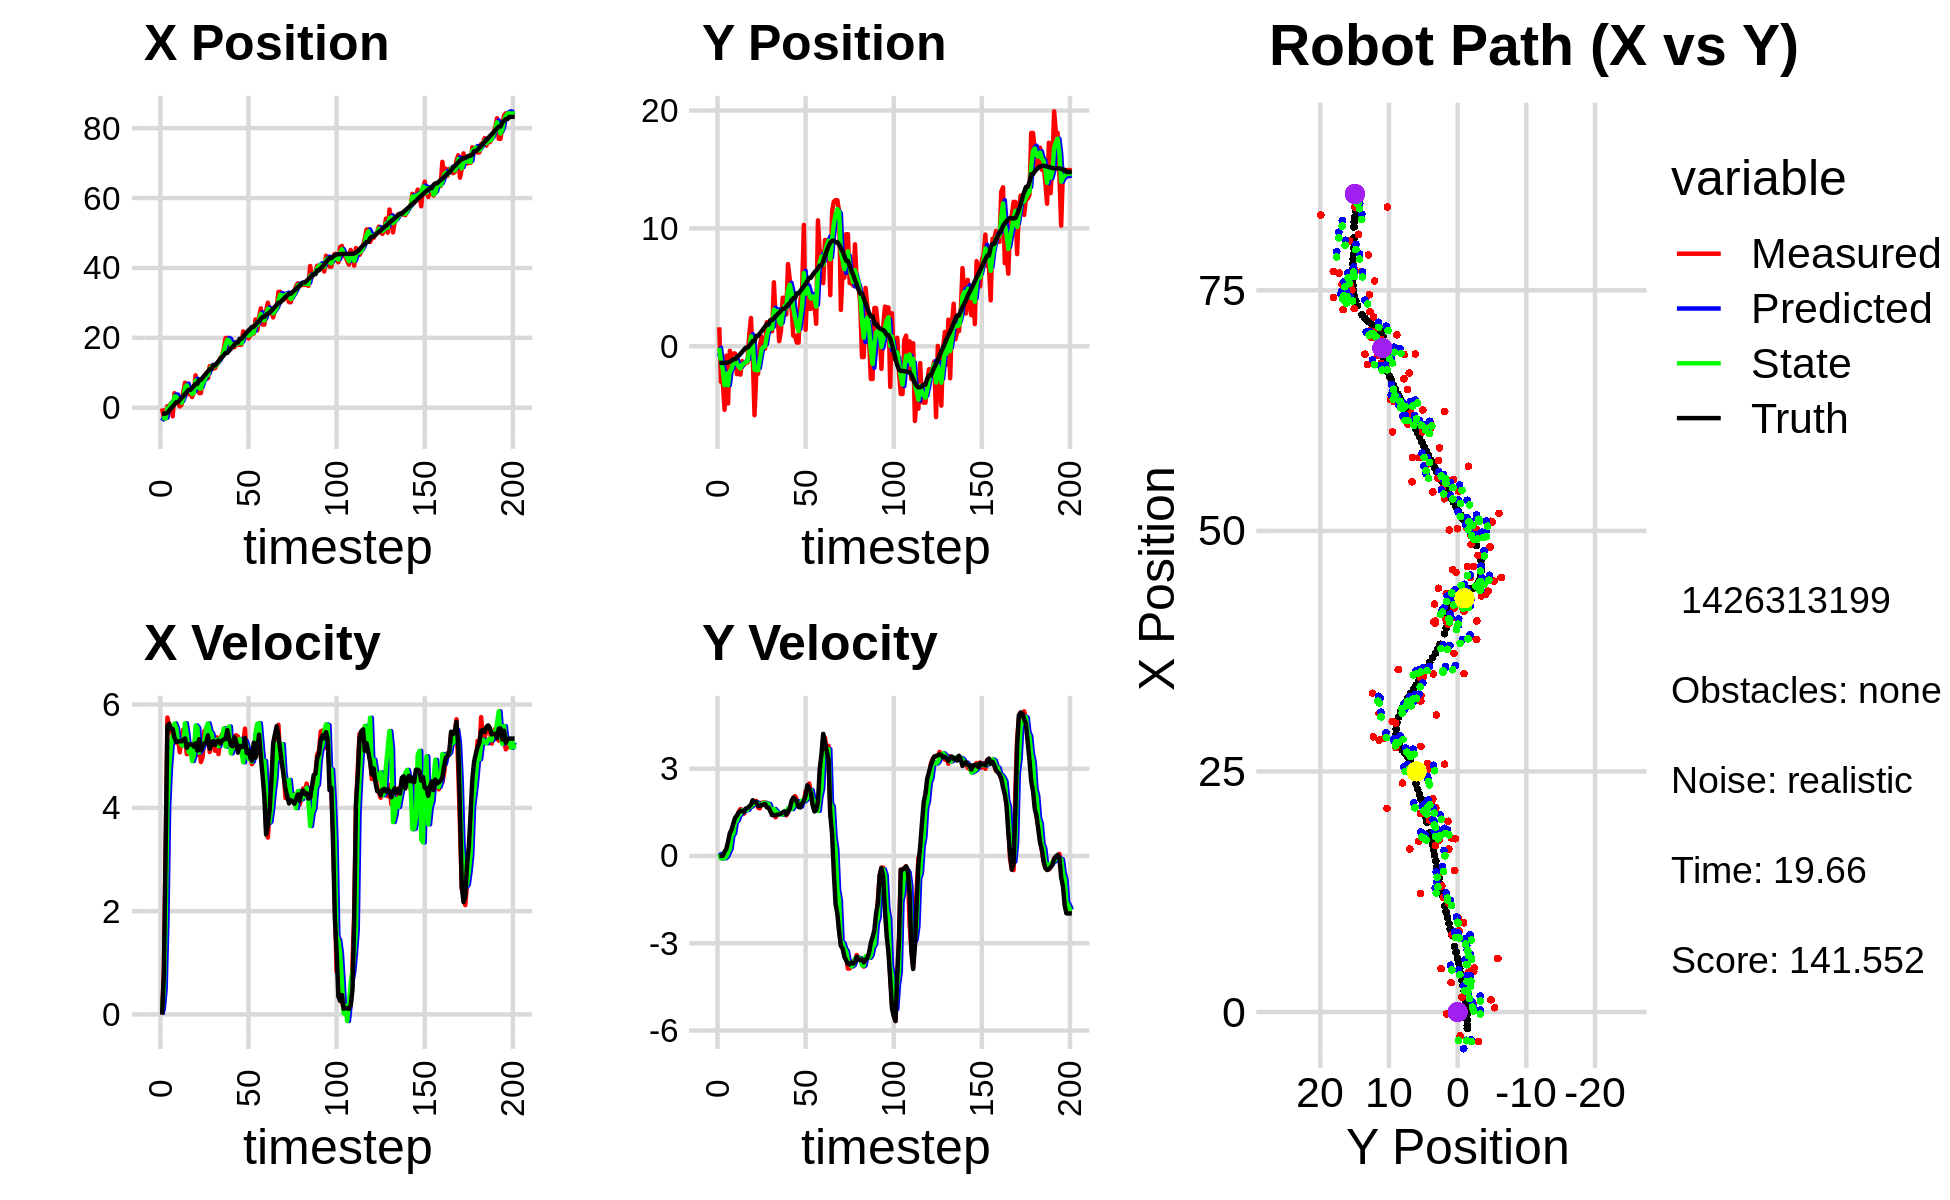 X Position
80
60
40
20
0
0
50
100
150
200
timestep
Y Position
20
10
0
0
50
100
150
200
timestep
X Velocity
6
4
2
0
0
50
100
150
200
timestep
Y Velocity
3
0
-3
-6
0
50
100
150
200
timestep
Robot Path (X vs Y)
X Position
75
50
25
0
20 10 0 -10 -20
Y Position
variable
Measured
Predicted
State
Truth
1426313199
Obstacles: none
Noise: realistic
Time: 19.66
Score: 141.552